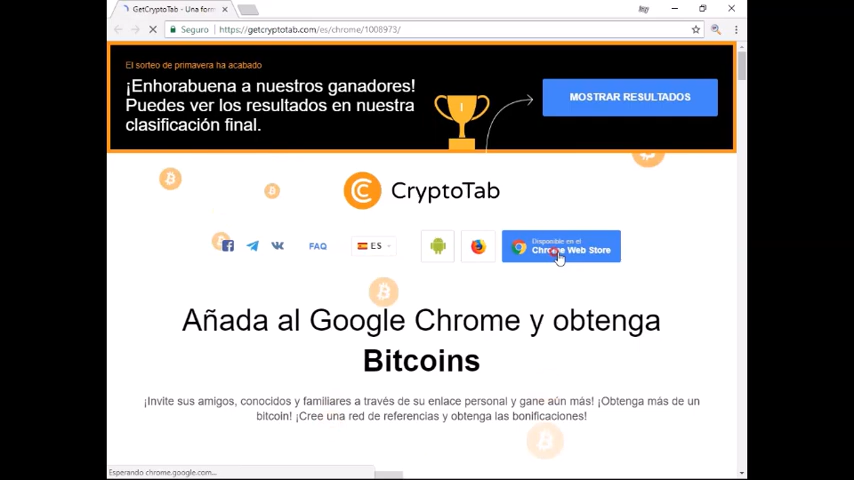 GetCryptoTab - Una form
Seguro
https://getcryptotab.com/es/chrome/1008973/
El sorteo de primavera ha acabado
¡Enhorabuena a nuestros ganadores!
Puedes ver los resultados en nuestra
clasificación final.
MOSTRAR RESULTADOS
CryptoTab
FAQ
ES
Disponible en el
Chrome Web Store
Añada al Google Chrome y obtenga
Bitcoins
¡Invite sus amigos, conocidos y familiares a través de su enlace personal y gane aún más! ¡Obtenga más de un
bitcoin! ¡Cree una red de referencias y obtenga las bonificaciones!
Esperando chrome.google.com...